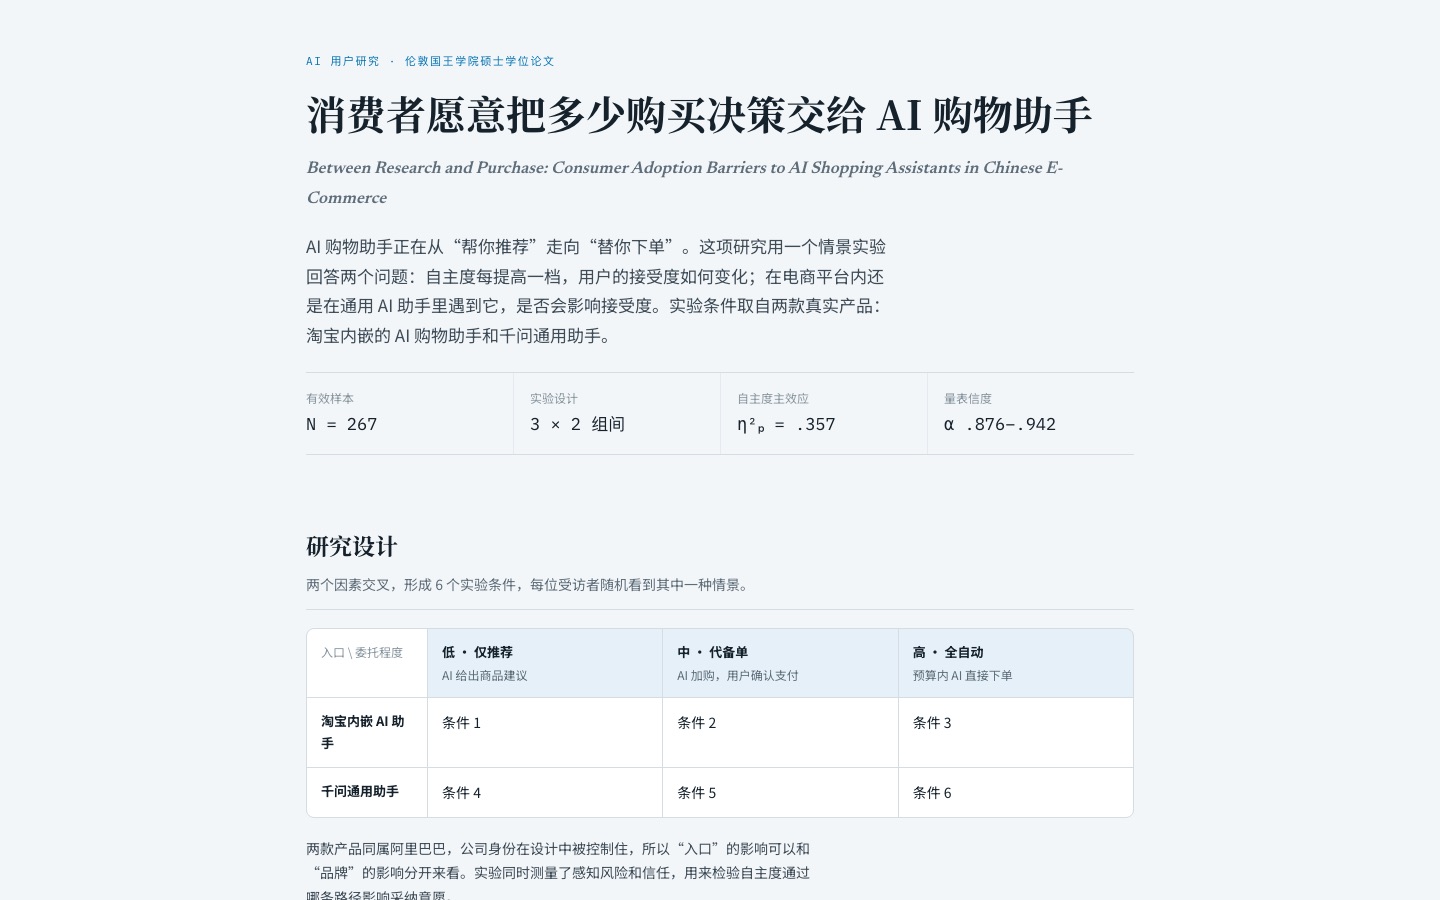 AI 用户研究 · 伦敦国王学院硕士学位论文
消费者愿意把多少购买决策交给 AI 购物助手
Between Research and Purchase: Consumer Adoption Barriers to AI Shopping Assistants in Chinese E-
Commerce
AI 购物助手正在从“帮你推荐”走向“替你下单”。这项研究用一个情景实验
回答两个问题：自主度每提高一档，用户的接受度如何变化；在电商平台内还
是在通用 AI 助手里遇到它，是否会影响接受度。实验条件取自两款真实产品：
淘宝内嵌的 AI 购物助手和千问通用助手。
有效样本
N = 267
实验设计
3 × 2 组间
自主度主效应
η²ₚ = .357
量表信度
α .876–.942
研究设计
两个因素交叉，形成 6 个实验条件，每位受访者随机看到其中一种情景。
入口 \ 委托程度
低 · 仅推荐
AI 给出商品建议
中 · 代备单
AI 加购，用户确认支付
高 · 全自动
预算内 AI 直接下单
淘宝内嵌 AI 助
手
条件 1
条件 2
条件 3
千问通用助手
条件 4
条件 5
条件 6
两款产品同属阿里巴巴，公司身份在设计中被控制住，所以“入口”的影响可以和
“品牌”的影响分开来看。实验同时测量了感知风险和信任，用来检验自主度通过
哪条路径影响采纳意愿。